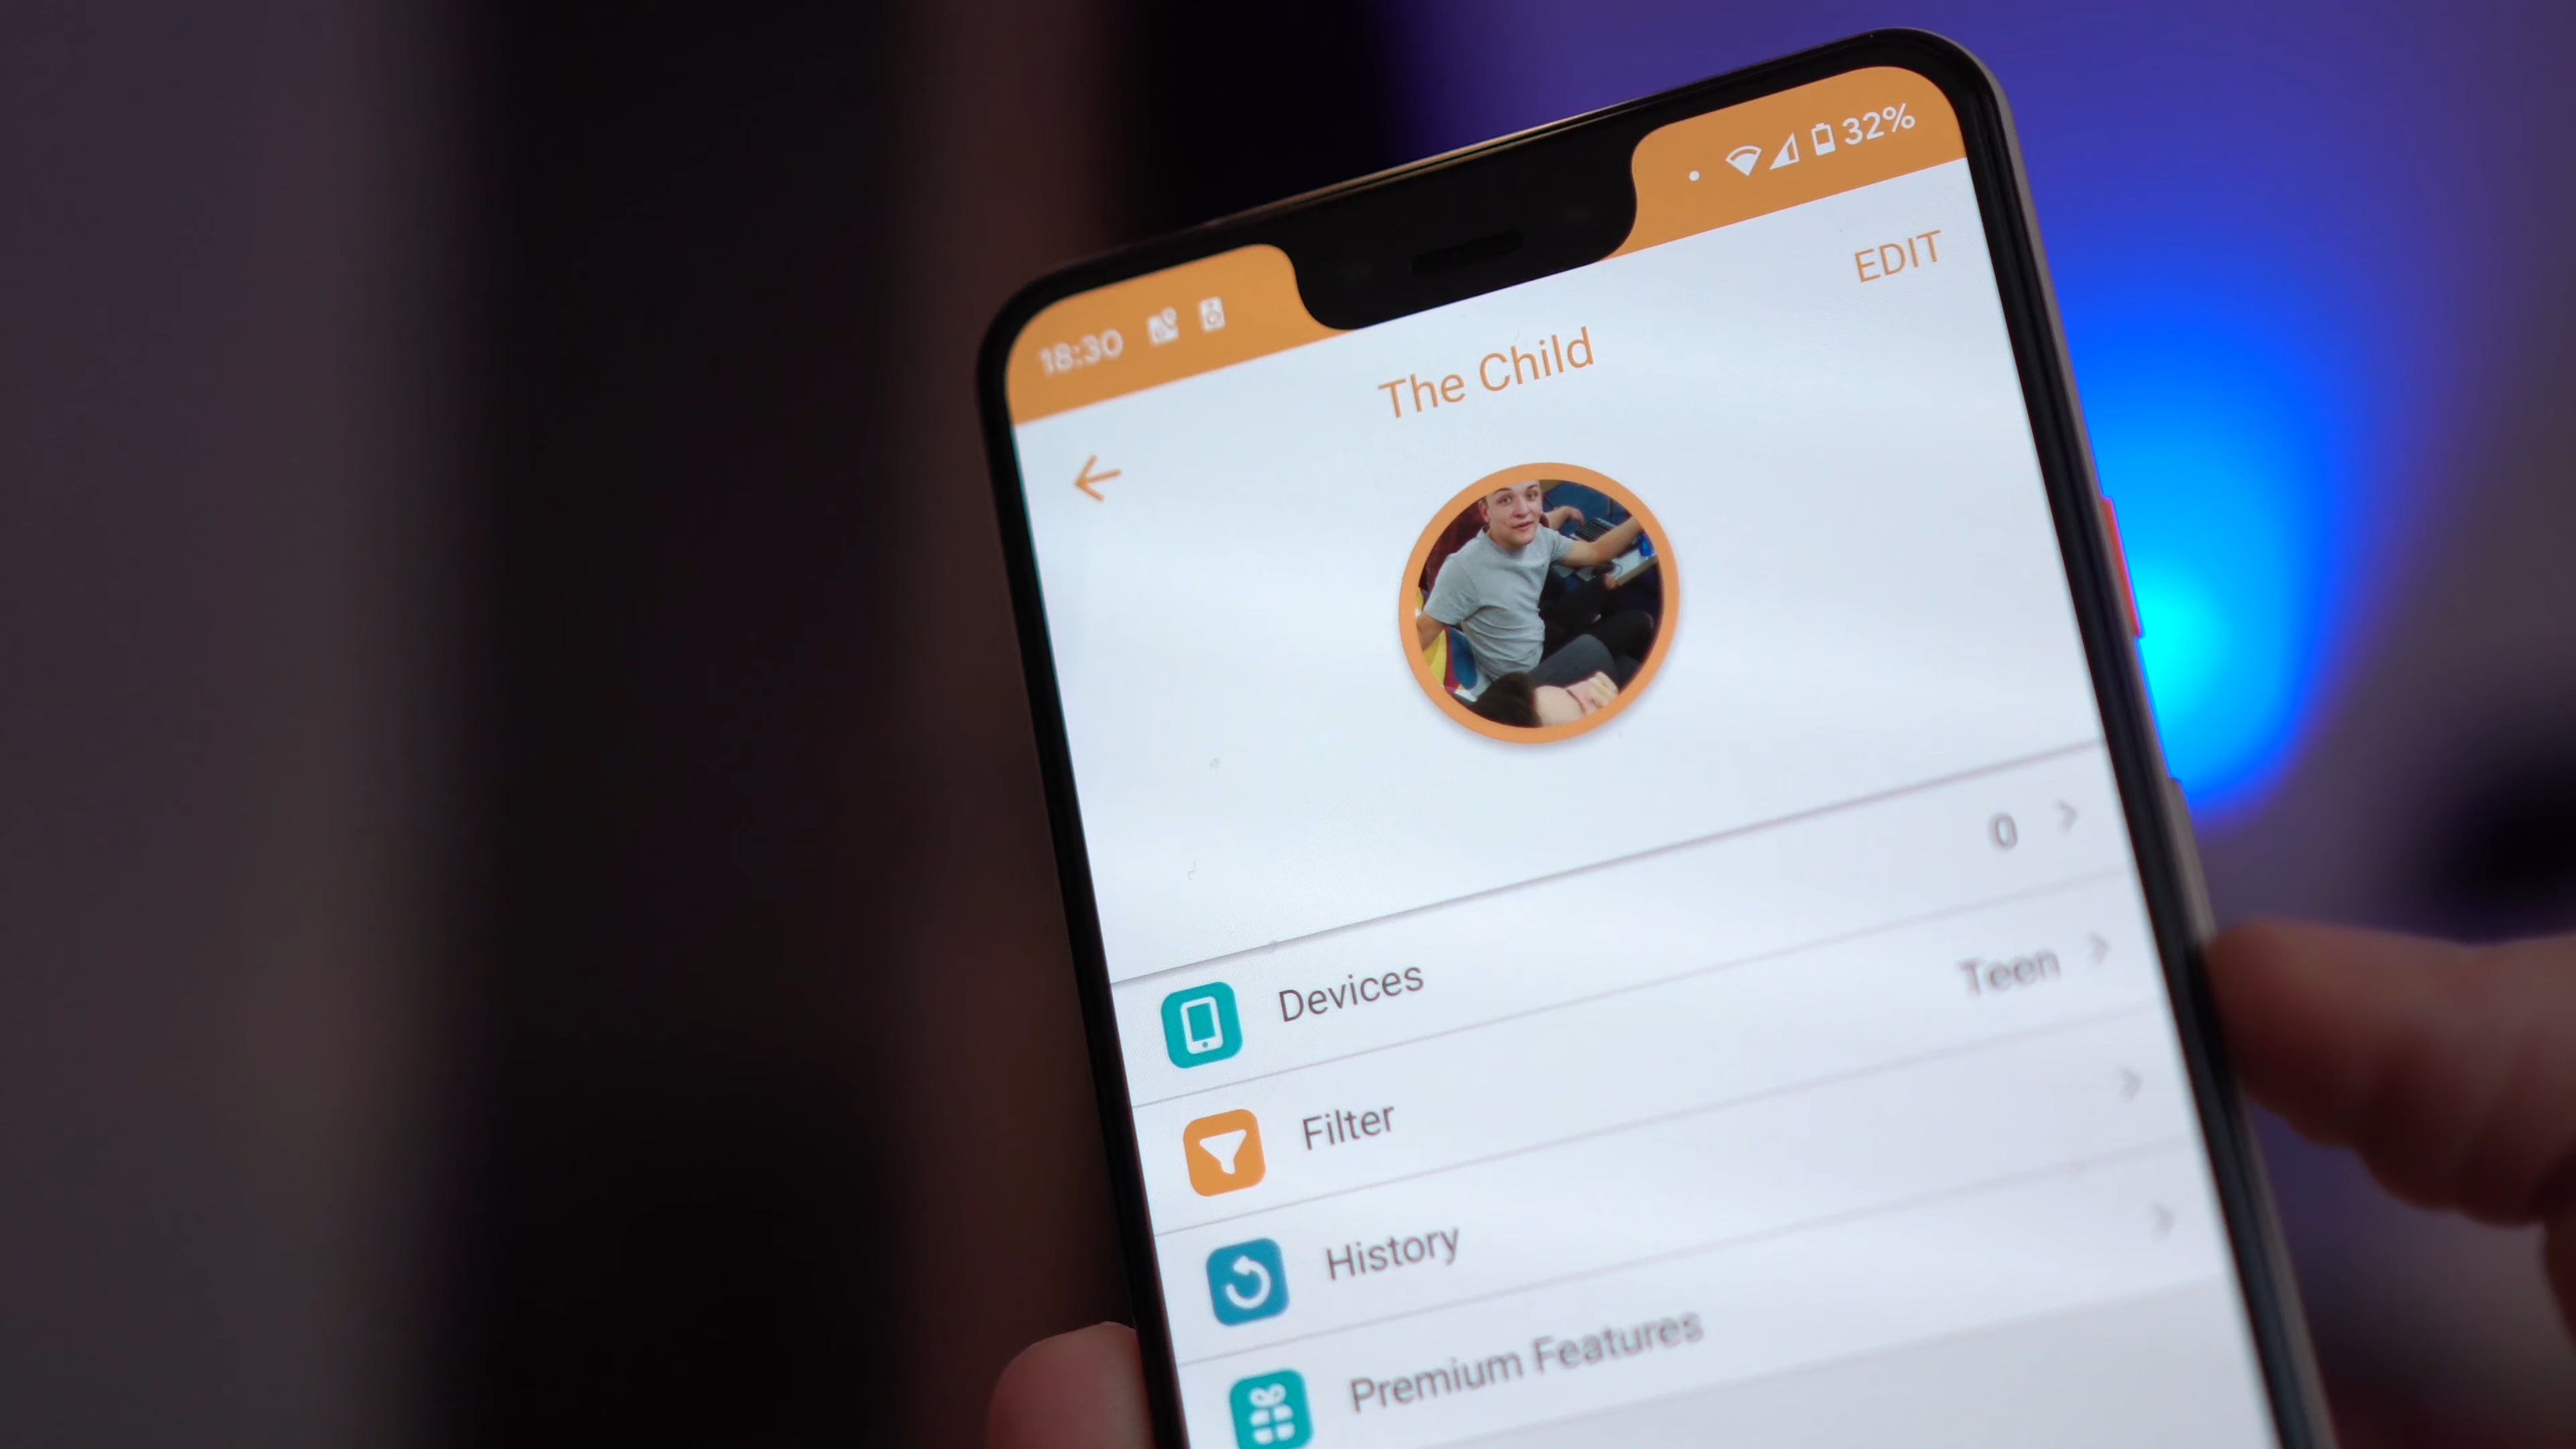 18:30
32%
EDIT
The Child
Devices
0
Filter
Teen
History
Premium Features